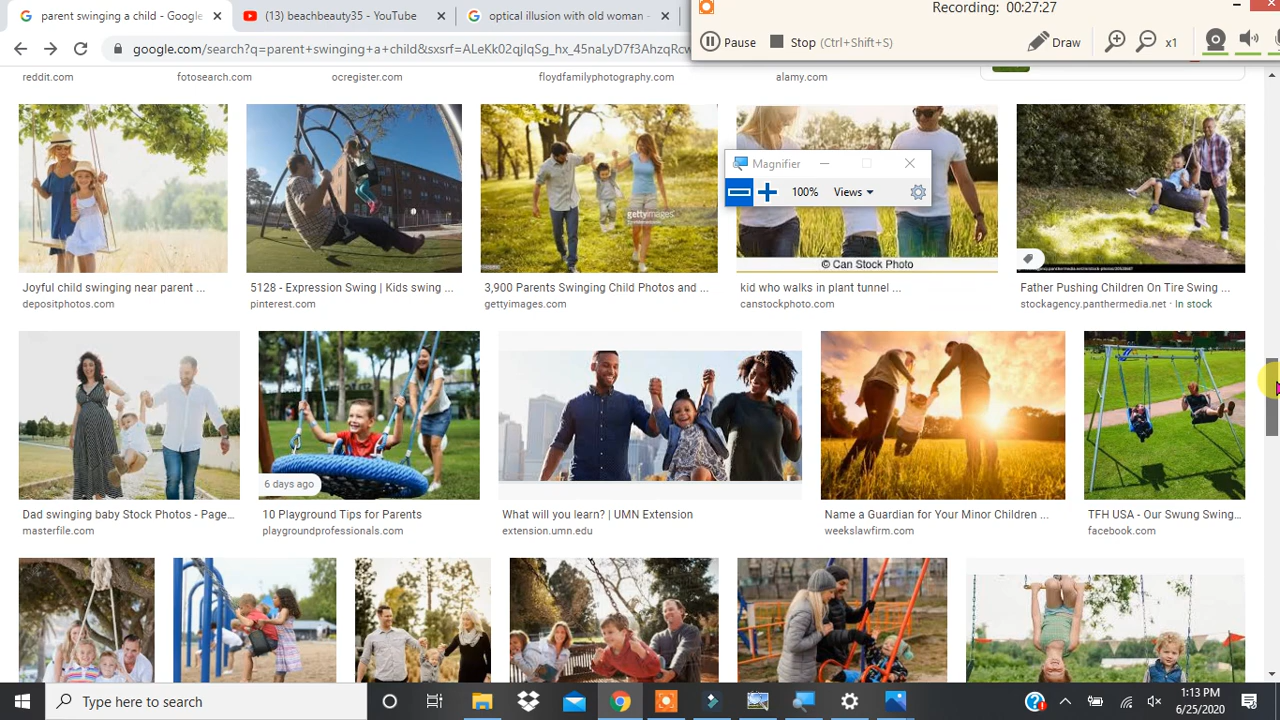 parent swinging a child - Google
(13) beachbeauty35 - YouTube
optical illusion with old woman -
Recording: 00:27:27
google.com/search?q=parent+swinging+a+child&sxsrf=ALeKk02qjlqSg_hx_45naLyD7f3AhzqRcw
Pause
Stop (Ctrl+Shift+S)
Draw
x1
reddit.com
fotosearch.com
ocregister.com
floydfamilyphotography.com
alamy.com
Magnifier
100% Views
gettyimages
© Can Stock Photo
Joyful child swinging near parent ...
depositphotos.com
5128 - Expression Swing | Kids swing ...
pinterest.com
3,900 Parents Swinging Child Photos and ...
gettyimages.com
kid who walks in plant tunnel ...
canstockphoto.com
Father Pushing Children On Tire Swing ...
stockagency.panthermedia.net · In stock
6 days ago
Dad swinging baby Stock Photos - Page...
masterfile.com
10 Playground Tips for Parents
playgroundprofessionals.com
What will you learn? | UMN Extension
extension.umn.edu
Name a Guardian for Your Minor Children ...
weekslawfirm.com
TFH USA - Our Swung Swing...
facebook.com
Type here to search
1:13 PM
6/25/2020